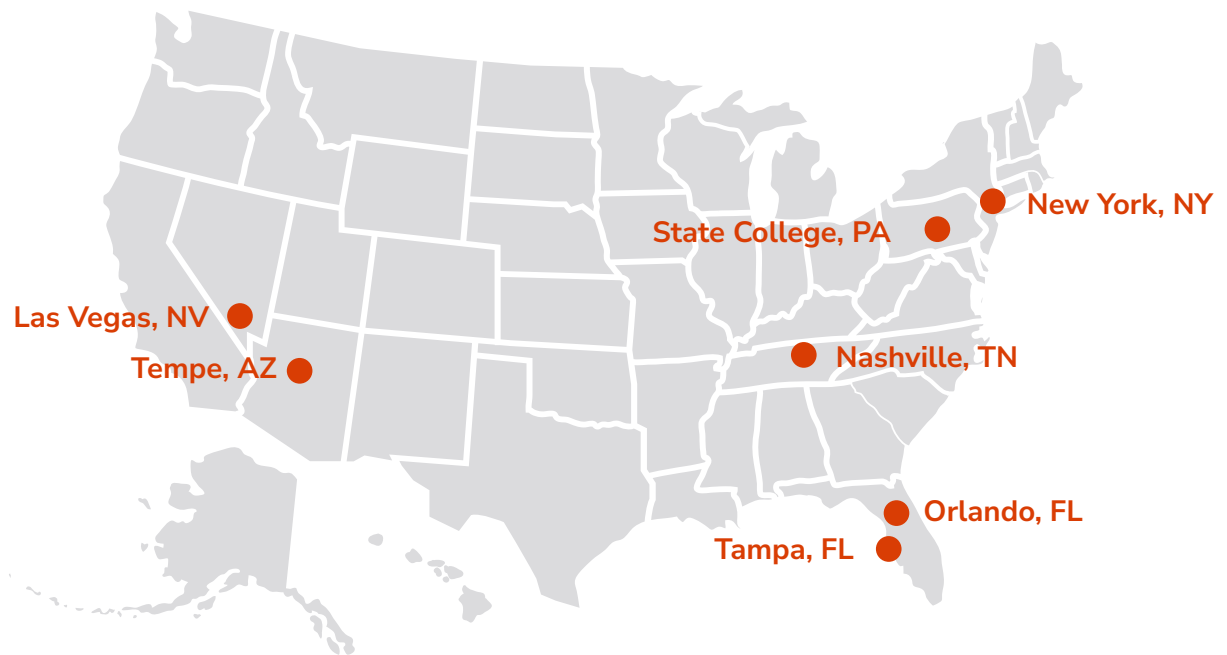 New York, NY
State College, PA
Las Vegas, NV
Nashville, TN
Tempe, AZ
Orlando, FL
Tampa, FL